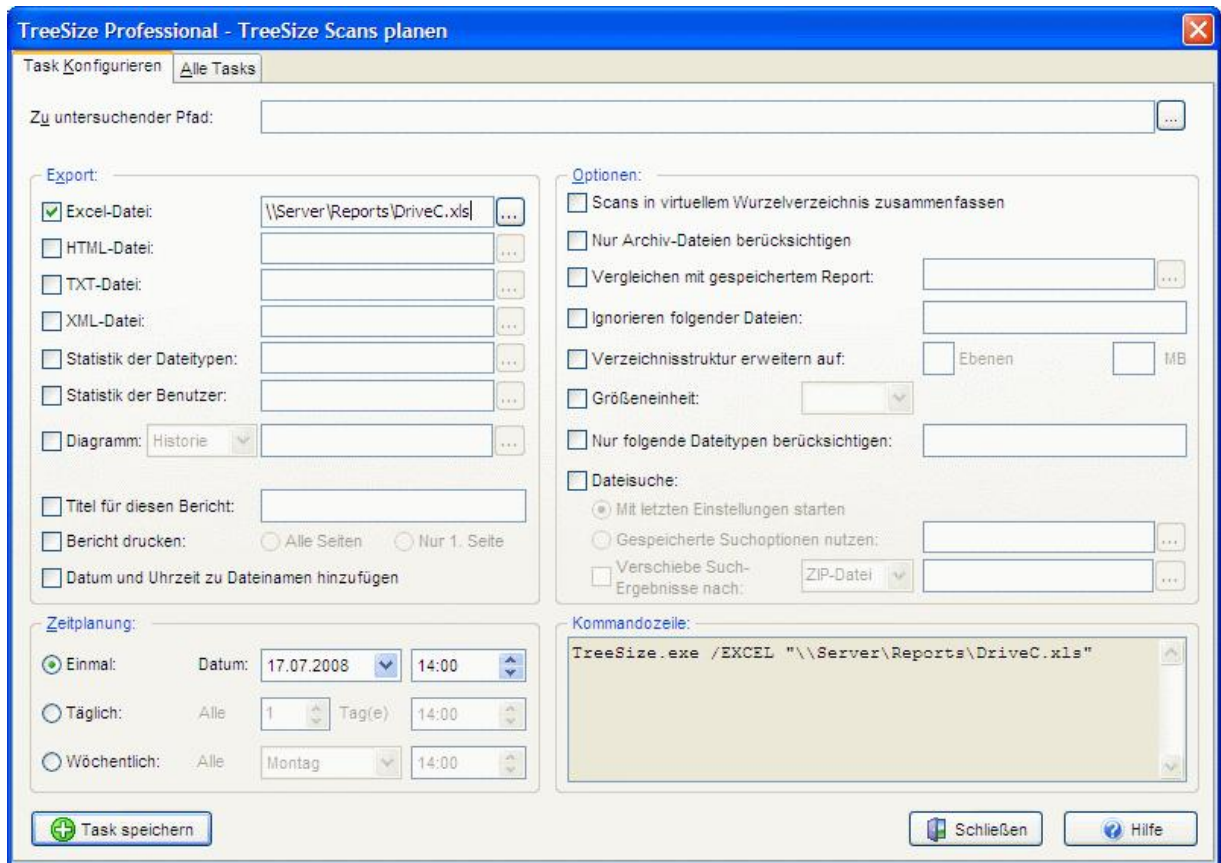 TreeSize Professional - TreeSize Scans planen
Task Konfigurieren
Alle Tasks
Zu untersuchender Pfad:
...
Export:
Excel-Datei:
\\Server\Reports\DriveC.xls
...
HTML-Datei:
...
TXT-Datei:
...
XML-Datei:
...
Statistik der Dateitypen:
...
Statistik der Benutzer:
...
Diagramm:
Historie
...
Titel für diesen Bericht:
Bericht drucken:
Alle Seiten
Nur 1. Seite
Datum und Uhrzeit zu Dateinamen hinzufügen
Optionen:
Scans in virtuellem Wurzelverzeichnis zusammenfassen
Nur Archiv-Dateien berücksichtigen
Vergleichen mit gespeichertem Report:
...
Ignorieren folgender Dateien:
Verzeichnisstruktur erweitern auf:
Ebenen
MB
Größeneinheit:
Nur folgende Dateitypen berücksichtigen:
Dateisuche:
Mit letzten Einstellungen starten
Gespeicherte Suchoptionen nutzen:
...
Verschiebe Such-
Ergebnisse nach:
ZIP-Datei
...
Zeitplanung:
Einmal:
Datum:
17.07.2008
14:00
Täglich:
Alle
1
Tag(e)
14:00
Wöchentlich:
Alle
Montag
14:00
Kommandozeile:
TreeSize.exe /EXCEL "\\Server\Reports\DriveC.xls"
Task speichern
Schließen
Hilfe